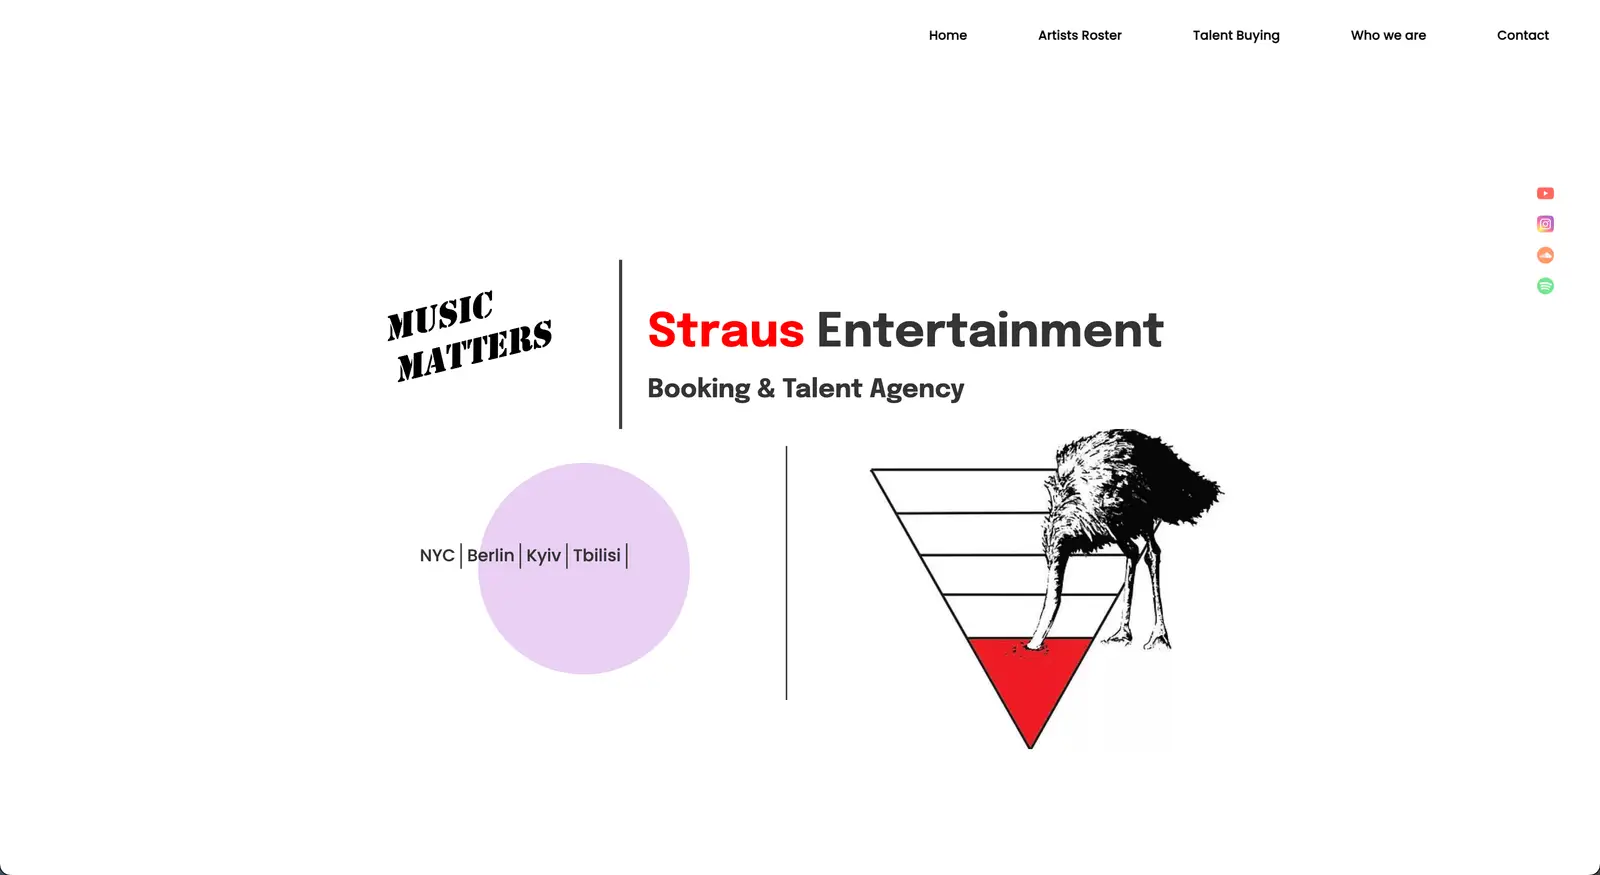 Home
Artists Roster
Talent Buying
Who we are
Contact
MUSIC
MATTERS
Straus Entertainment
Booking & Talent Agency
NYC│Berlin│Kyiv│Tbilisi│